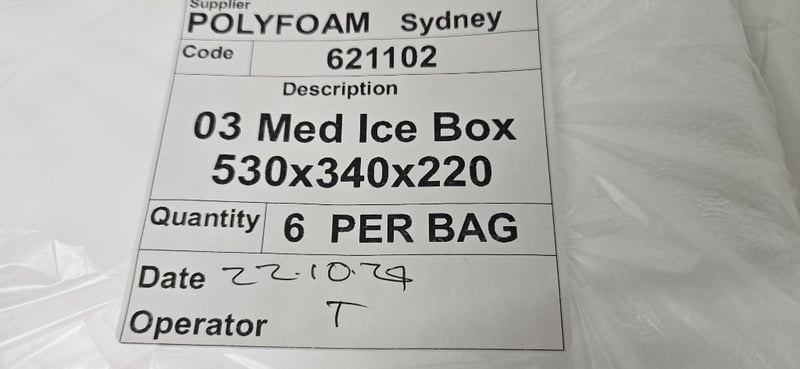 Supplier
POLYFOAM Sydney
Code 621102
Description
03 Med Ice Box
530x340x220
Quantity 6 PER BAG
Date 22.10.24
Operator T